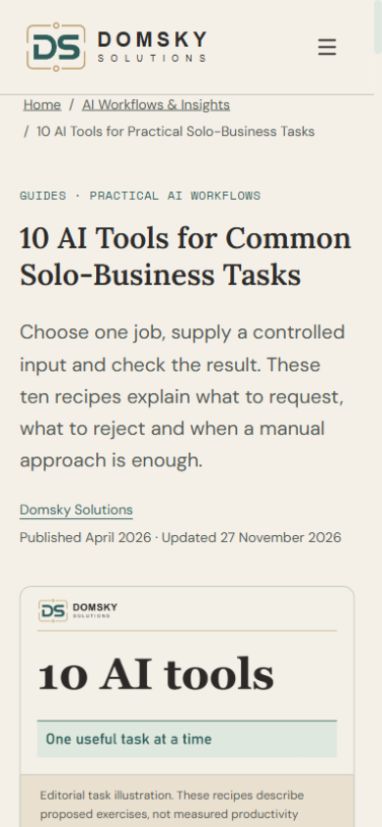 DS DOMSKY
SOLUTIONS
Home / AI Workflows & Insights
/ 10 AI Tools for Practical Solo-Business Tasks
GUIDES · PRACTICAL AI WORKFLOWS
10 AI Tools for Common
Solo-Business Tasks
Choose one job, supply a controlled
input and check the result. These
ten recipes explain what to request,
what to reject and when a manual
approach is enough.
Domsky Solutions
Published April 2026 · Updated 27 November 2026
DS DOMSKY
SOLUTIONS
10 AI tools
One useful task at a time
Editorial task illustration. These recipes describe
proposed exercises, not measured productivity